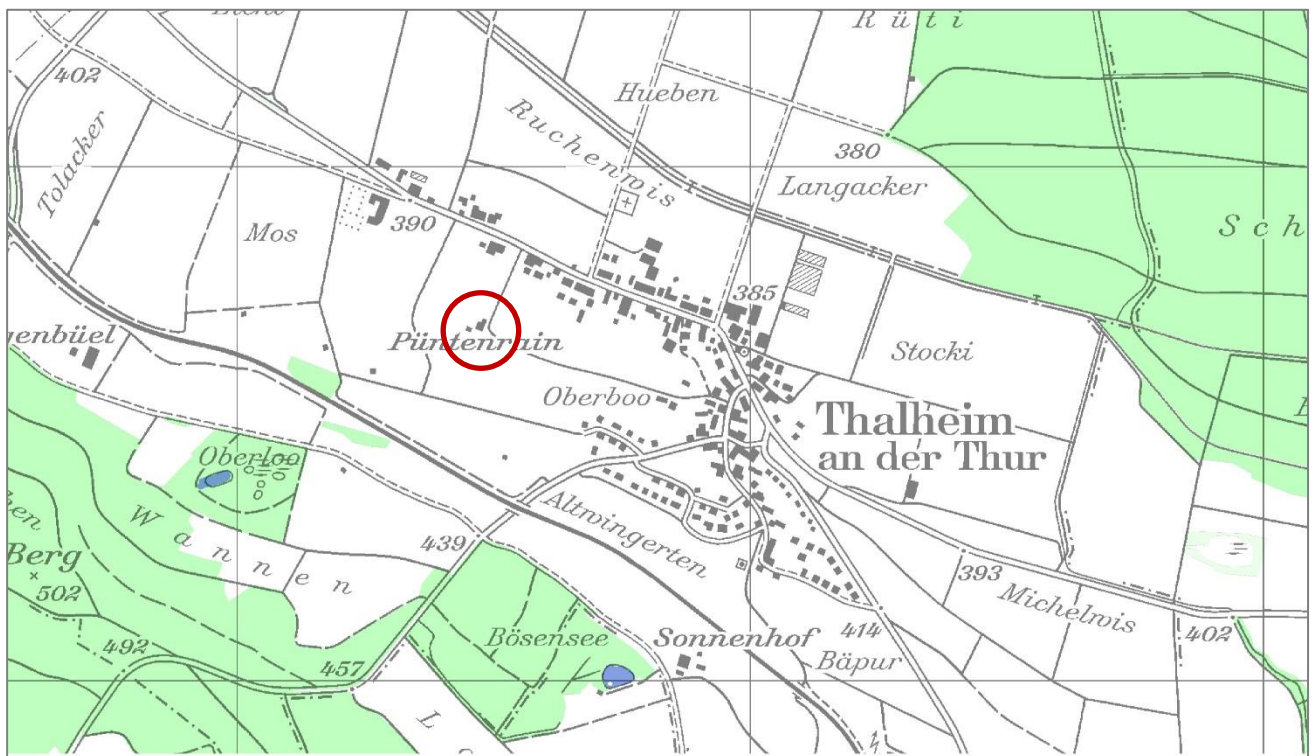 Rüti
402
Hueben
Ruchenwis
380
Langacker
Tolacker
Mos
390
Sch
385
genbüel
Püntenrain
Stocki
Oberboo
Thalheim
an der Thur
Oberloo
Wannen
Altwingerten
439
Berg
502
393
Michelwis
492
Bösensee
Sonnenhof
414
402
457
Bäpur